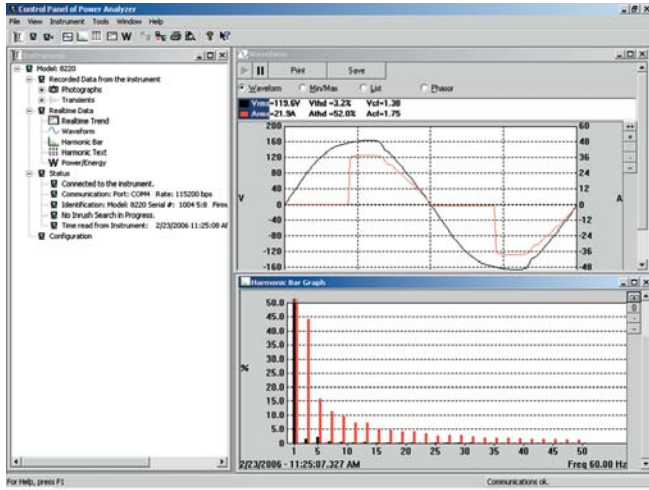 Control Panel of Power Analyzer
File View Instrument Tools Window Help
Instrument
Model: 8220
Recorded Data from the instrument
Photographs
Transients
Realtime Data
Realtime Trend
Waveform
Harmonic Bar
Harmonic Text
Power/Energy
Status
Connected to the instrument.
Communication: Port: COM4 Rate: 115200 bps
Identification: Model: 8220 Serial #: 1004 5:8 Firmw
No Inrush Search in Progress.
Time read from Instrument: 2/23/2006 11:25:08 AM
Configuration
Waveform
Print Save
Waveform Min/Max List Phasor
Vrms=119.6V Vthd =3.2% Vcf=1.38
Arms=21.9A Athd =52.0% Acf=1.75
200 60
160 48
120 36
80 24
40 12
V 0 0 A
-40 -12
-80 -24
-120 -36
-160 -48
Harmonic Bar Graph
50.0
45.0
40.0
35.0
30.0
%
25.0
20.0
15.0
10.0
5.0
0.0
1 5 10 15 20 25 30 35 40 45 50
2/23/2006 - 11:25:07.327 AM Freq 60.00 Hz
For Help, press F1 Communications ok.